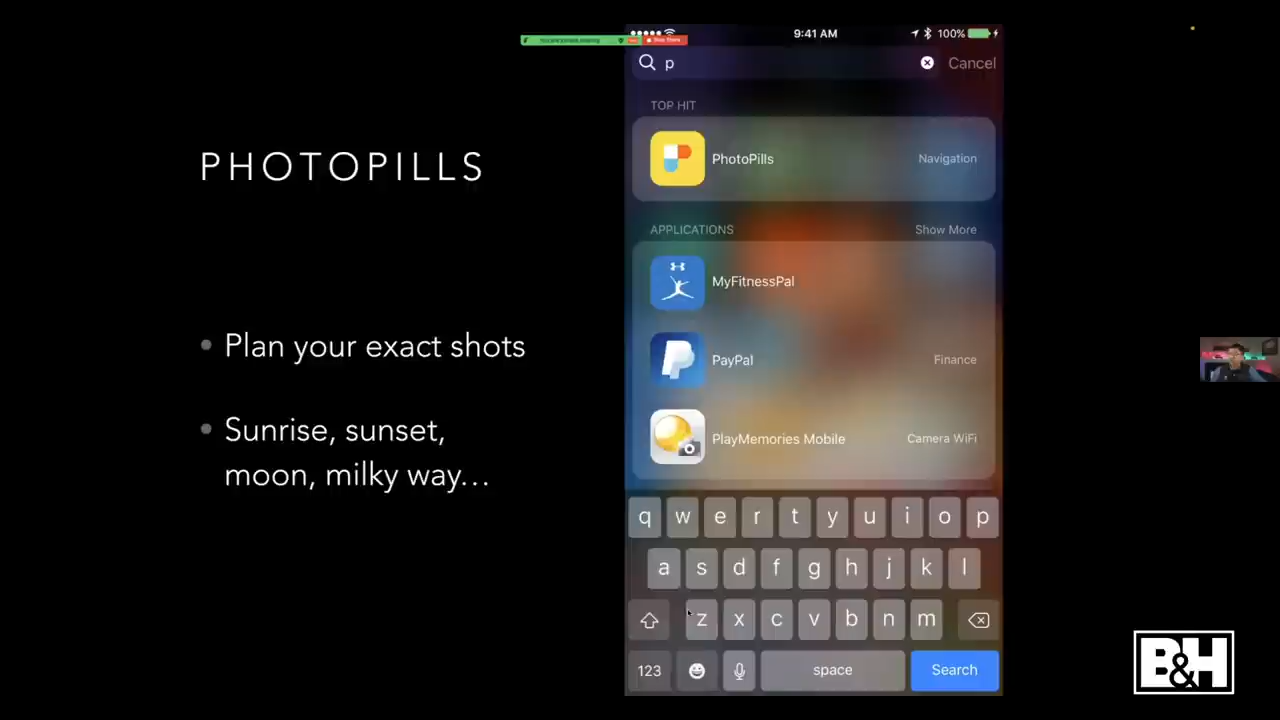 PHOTOPILLS
Plan your exact shots
Sunrise, sunset,
moon, milky way...
9:41 AM
100%
p
Cancel
TOP HIT
PhotoPills
Navigation
APPLICATIONS
Show More
MyFitnessPal
PayPal
Finance
PlayMemories Mobile
Camera WiFi
q w e r t y u i o p
a s d f g h j k l
z x c v b n m
123
space
Search
B&H